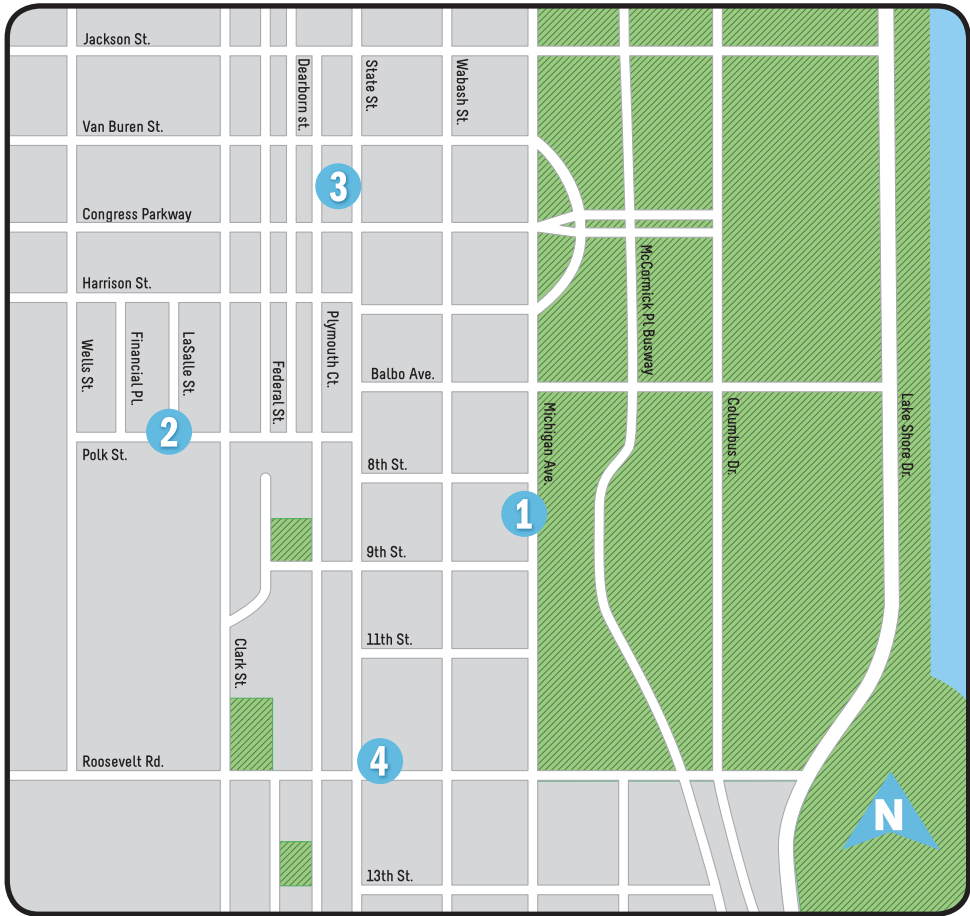 Jackson St.
Dearborn st.
State St.
Wabash St.
Van Buren St.
3
Congress Parkway
McCormick Pl Busway
Harrison St.
Wells St.
Financial Pl.
LaSalle St.
Federal St.
Plymouth Ct.
Balbo Ave.
Michigan Ave.
Columbus Dr.
Lake Shore Dr.
2
Polk St.
8th St.
1
9th St.
11th St.
Clark St.
Roosevelt Rd.
4
N
13th St.